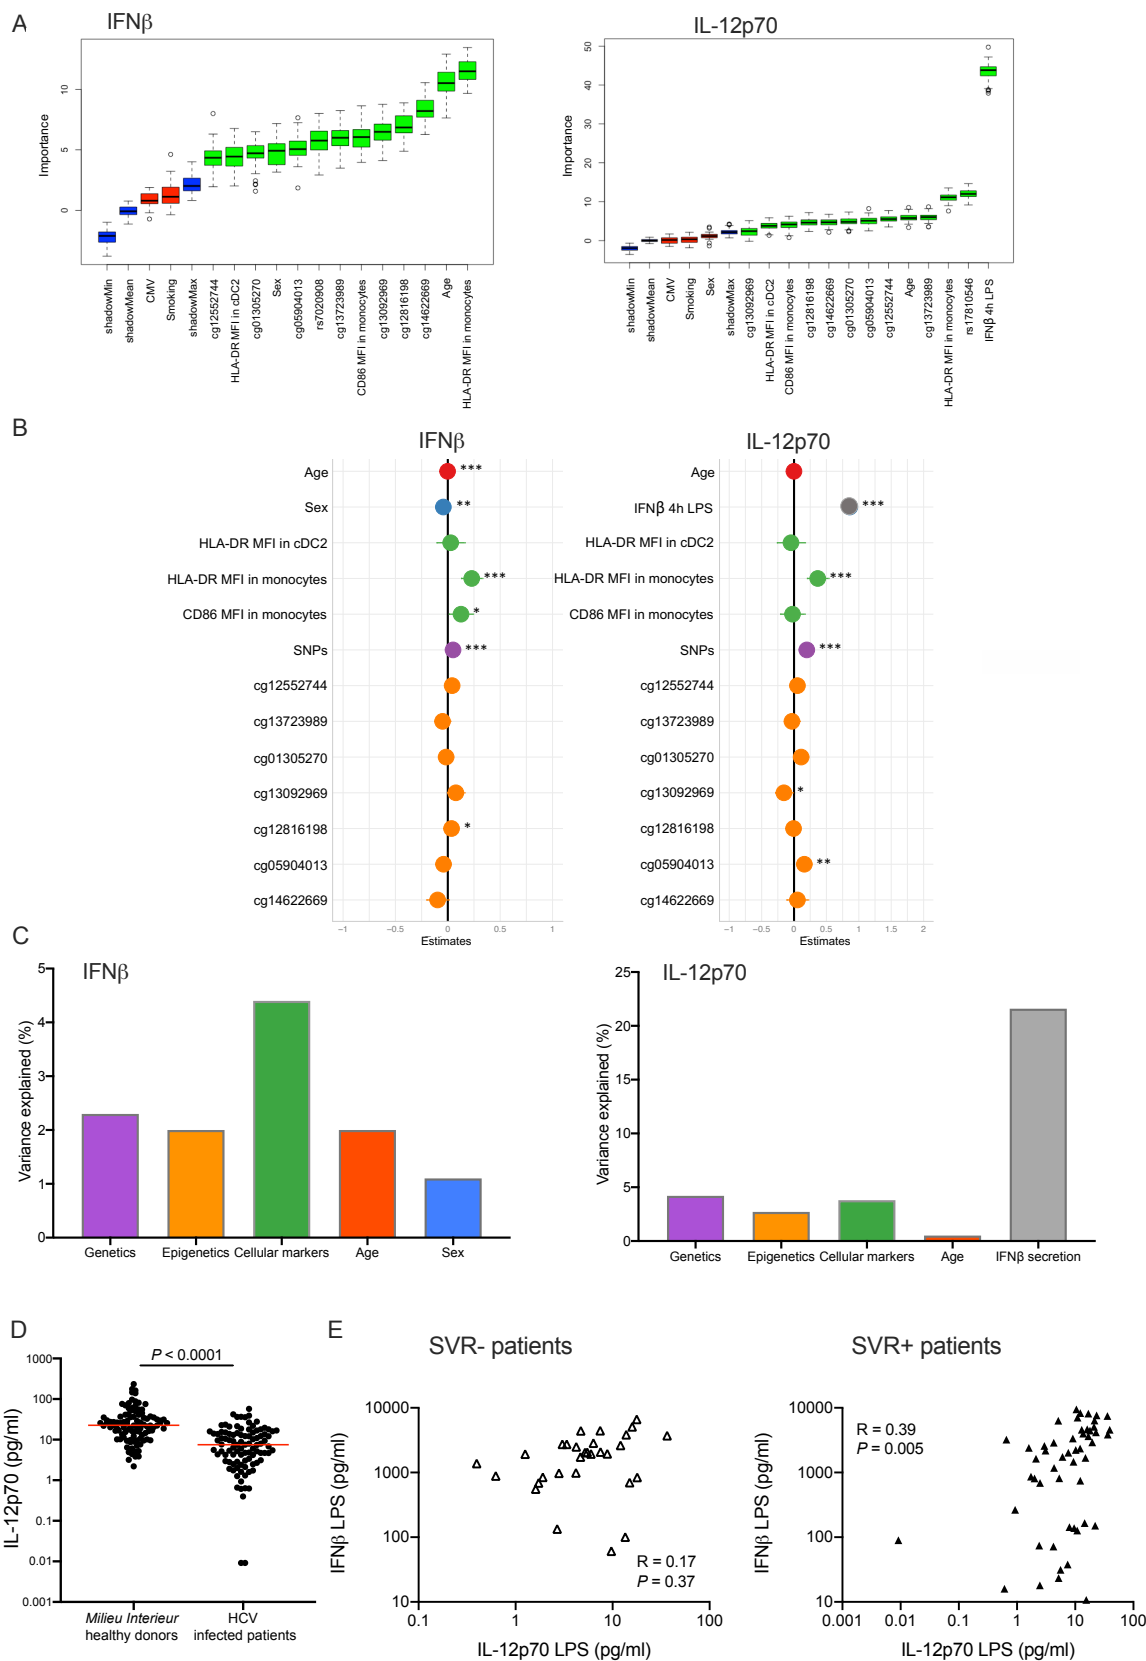 A
IFNβ
IL-12p70
Importance
10
5
0
shadowMin
shadowMean
CMV
Smoking
shadowMax
cg12552744
HLA-DR MFI in cDC2
cg01305270
Sex
cg05904013
rs7020908
cg13723989
CD86 MFI in monocytes
cg13092969
cg12816198
cg14622669
Age
HLA-DR MFI in monocytes
Importance
50
40
30
20
10
0
shadowMin
shadowMean
CMV
Smoking
Sex
shadowMax
cg13092969
HLA-DR MFI in cDC2
CD86 MFI in monocytes
cg12816198
cg14622669
cg01305270
cg05904013
cg12552744
Age
cg13723989
HLA-DR MFI in monocytes
rs17810546
IFNβ 4h LPS
B
IFNβ
Age
***
Sex
**
HLA-DR MFI in cDC2
HLA-DR MFI in monocytes
***
CD86 MFI in monocytes
*
SNPs
***
cg12552744
cg13723989
cg01305270
cg13092969
cg12816198
*
cg05904013
cg14622669
−1 −0.5 0 0.5 1
Estimates
IL-12p70
Age
IFNβ 4h LPS
***
HLA-DR MFI in cDC2
HLA-DR MFI in monocytes
***
CD86 MFI in monocytes
SNPs
***
cg12552744
cg13723989
cg01305270
cg13092969
*
cg12816198
cg05904013
**
cg14622669
−1 −0.5 0 0.5 1 1.5 2
Estimates
C
IFNβ
Variance explained (%)
5
4
3
2
1
0
Genetics Epigenetics Cellular markers Age Sex
IL-12p70
Variance explained (%)
25
20
15
10
5
0
Genetics Epigenetics Cellular markers Age IFNβ secretion
D
P < 0.0001
IL-12p70 (pg/ml)
1000
100
10
1
0.1
0.01
0.001
Milieu Interieur HCV
healthy donors infected patients
E
SVR- patients
IFNβ LPS (pg/ml)
10000
1000
100
10
R = 0.17
P = 0.37
0.1 1 10 100
IL-12p70 LPS (pg/ml)
SVR+ patients
IFNβ LPS (pg/ml)
10000
1000
100
10
R = 0.39
P = 0.005
0.001 0.01 0.1 1 10 100
IL-12p70 LPS (pg/ml)